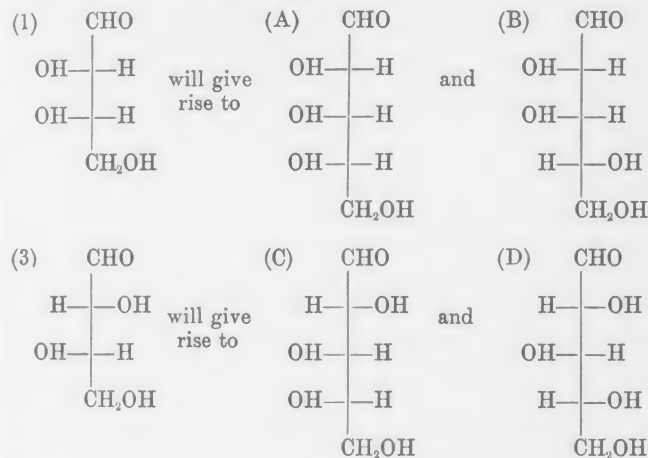 (1) CHO (A) CHO (B) CHO
OH H OH H OH H
will give rise to
and
OH H OH H OH H
CH₂OH OH H H OH
CH₂OH CH₂OH
(3) CHO (C) CHO (D) CHO
H OH H OH H OH
will give rise to
and
OH H OH H OH H
CH₂OH OH H H OH
CH₂OH CH₂OH